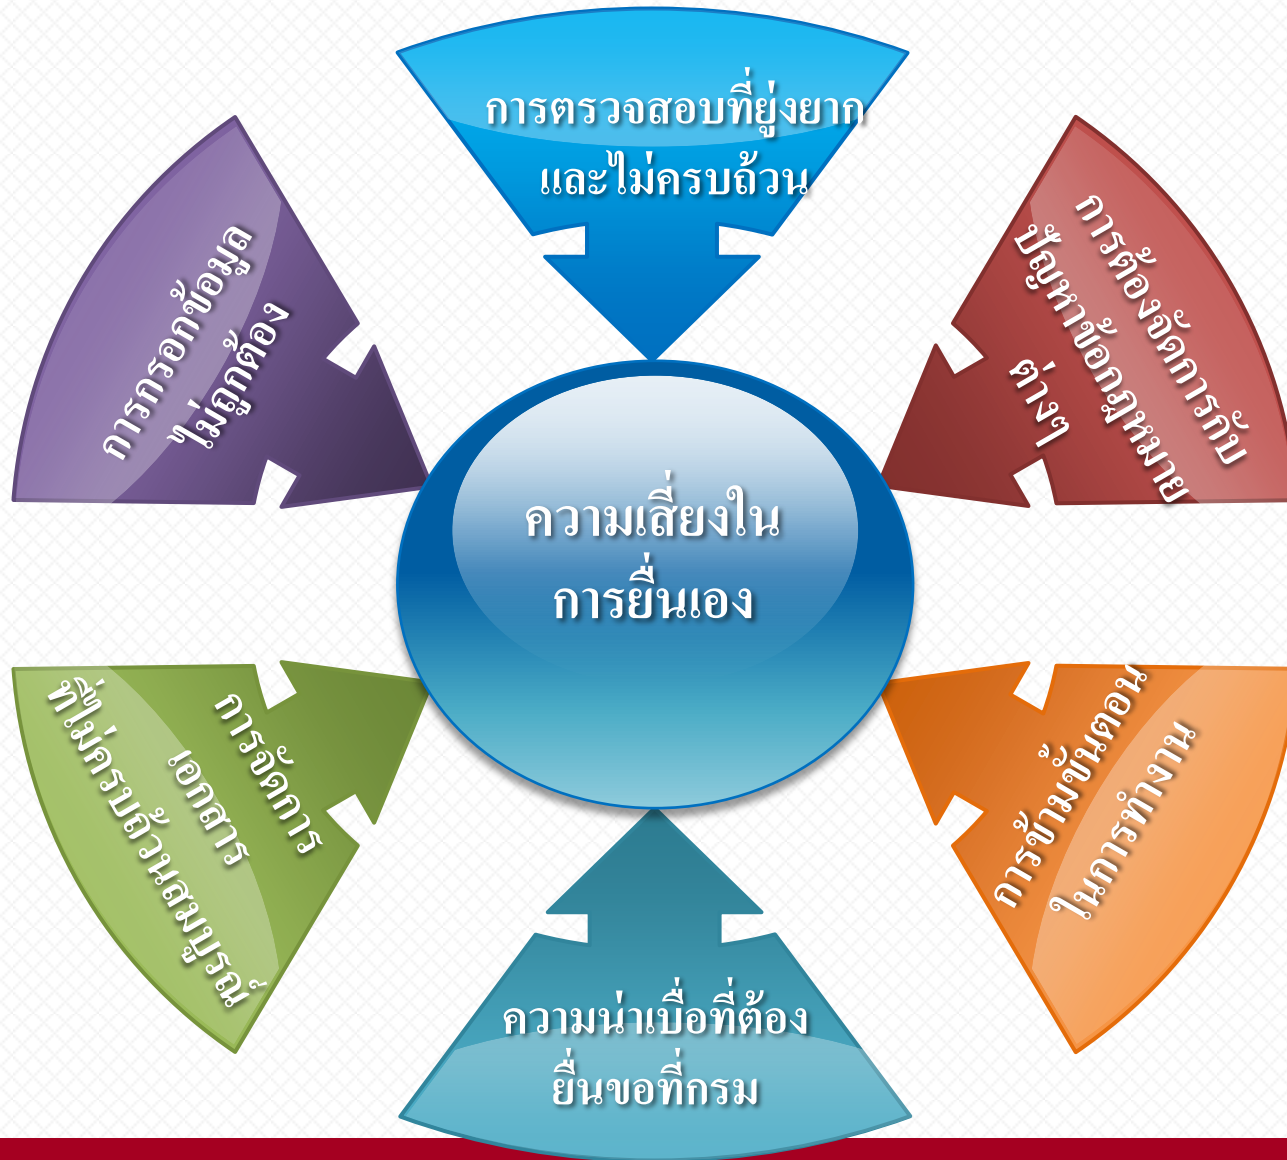 การตรวจสอบที่ยุ่งยาก
และไม่ครบถ้วน
การต้องจัดการกับ
ปัญหาข้อกฎหมาย
ต่างๆ
การข้ามขั้นตอน
ในการทำงาน
ความน่าเบื่อที่ต้อง
ยื่นขอที่กรม
การจัดการ
เอกสาร
ที่ไม่ครบถ้วนสมบูรณ์
การกรอกข้อมูล
ไม่ถูกต้อง
ความเสี่ยงใน
การยื่นเอง